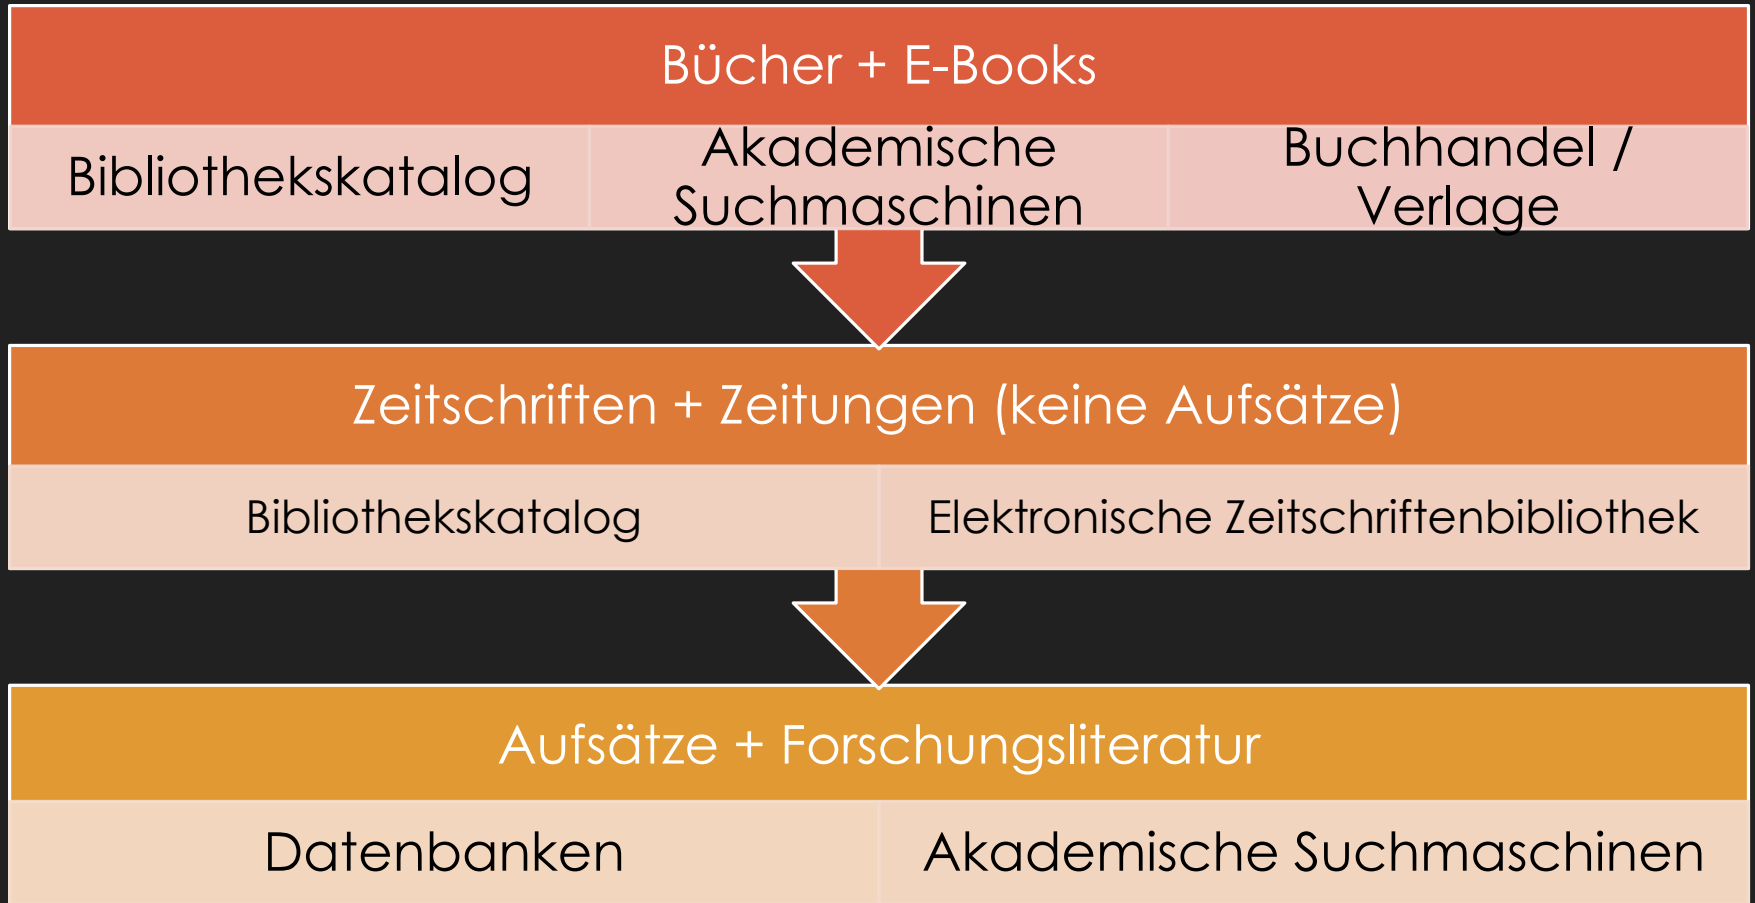 Bücher + E-Books
Bibliothekskatalog
Akademische
Suchmaschinen
Buchhandel /
Verlage
Zeitschriften + Zeitungen (keine Aufsätze)
Bibliothekskatalog
Elektronische Zeitschriftenbibliothek
Aufsätze + Forschungsliteratur
Datenbanken
Akademische Suchmaschinen